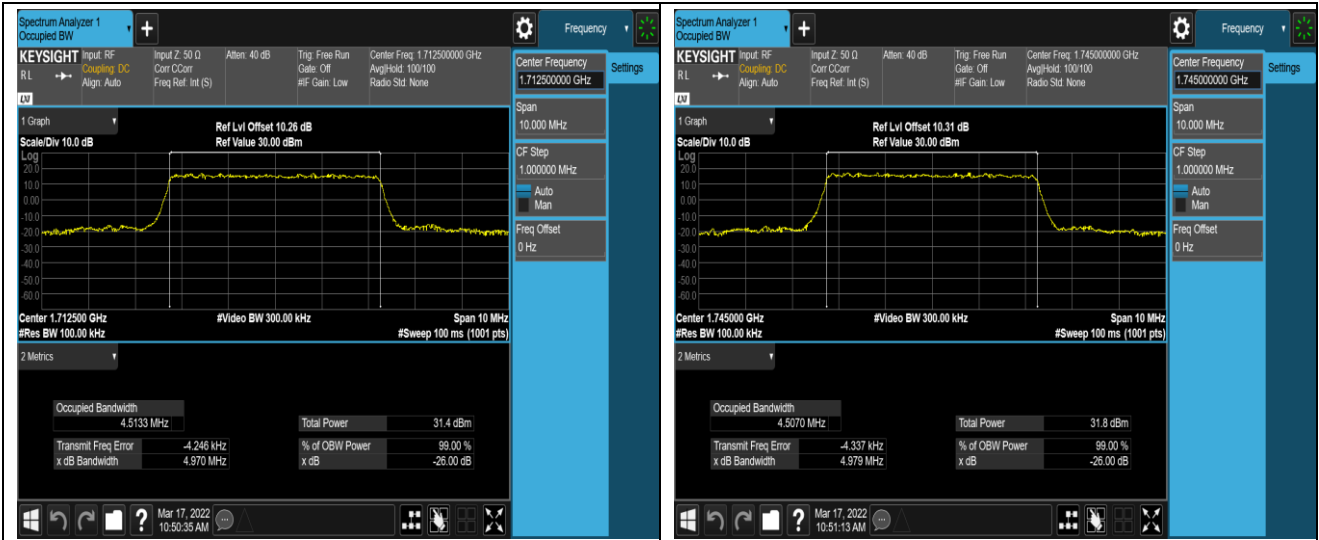 Spectrum Analyzer 1
Occupied BW
+
Frequency
KEYSIGHT Input: RF Input Z: 50 Ω Atten: 40 dB Trig: Free Run Center Freq: 1.712500000 GHz
R L Coupling: DC Corr CCorr Gate: Off Avg|Hold: 100/100
Align: Auto Freq Ref: Int (S) #IF Gain: Low Radio Std: None
LXI
Center Frequency
1.712500000 GHz
Settings
Span
10.000 MHz
CF Step
1.000000 MHz
Auto
Man
Freq Offset
0 Hz
1 Graph
Ref Lvl Offset 10.26 dB
Scale/Div 10.0 dB Ref Value 30.00 dBm
Log
20.0
10.0
0.00
-10.0
-20.0
-30.0
-40.0
-50.0
-60.0
Center 1.712500 GHz #Video BW 300.00 kHz Span 10 MHz
#Res BW 100.00 kHz #Sweep 100 ms (1001 pts)
2 Metrics
Occupied Bandwidth
4.5133 MHz Total Power 31.4 dBm
Transmit Freq Error -4.246 kHz % of OBW Power 99.00 %
x dB Bandwidth 4.970 MHz x dB -26.00 dB
? Mar 17, 2022
10:50:35 AM
Spectrum Analyzer 1
Occupied BW
+
Frequency
KEYSIGHT Input: RF Input Z: 50 Ω Atten: 40 dB Trig: Free Run Center Freq: 1.745000000 GHz
R L Coupling: DC Corr CCorr Gate: Off Avg|Hold: 100/100
Align: Auto Freq Ref: Int (S) #IF Gain: Low Radio Std: None
LXI
Center Frequency
1.745000000 GHz
Settings
Span
10.000 MHz
CF Step
1.000000 MHz
Auto
Man
Freq Offset
0 Hz
1 Graph
Ref Lvl Offset 10.31 dB
Scale/Div 10.0 dB Ref Value 30.00 dBm
Log
20.0
10.0
0.00
-10.0
-20.0
-30.0
-40.0
-50.0
-60.0
Center 1.745000 GHz #Video BW 300.00 kHz Span 10 MHz
#Res BW 100.00 kHz #Sweep 100 ms (1001 pts)
2 Metrics
Occupied Bandwidth
4.5070 MHz Total Power 31.8 dBm
Transmit Freq Error -4.337 kHz % of OBW Power 99.00 %
x dB Bandwidth 4.979 MHz x dB -26.00 dB
? Mar 17, 2022
10:51:13 AM